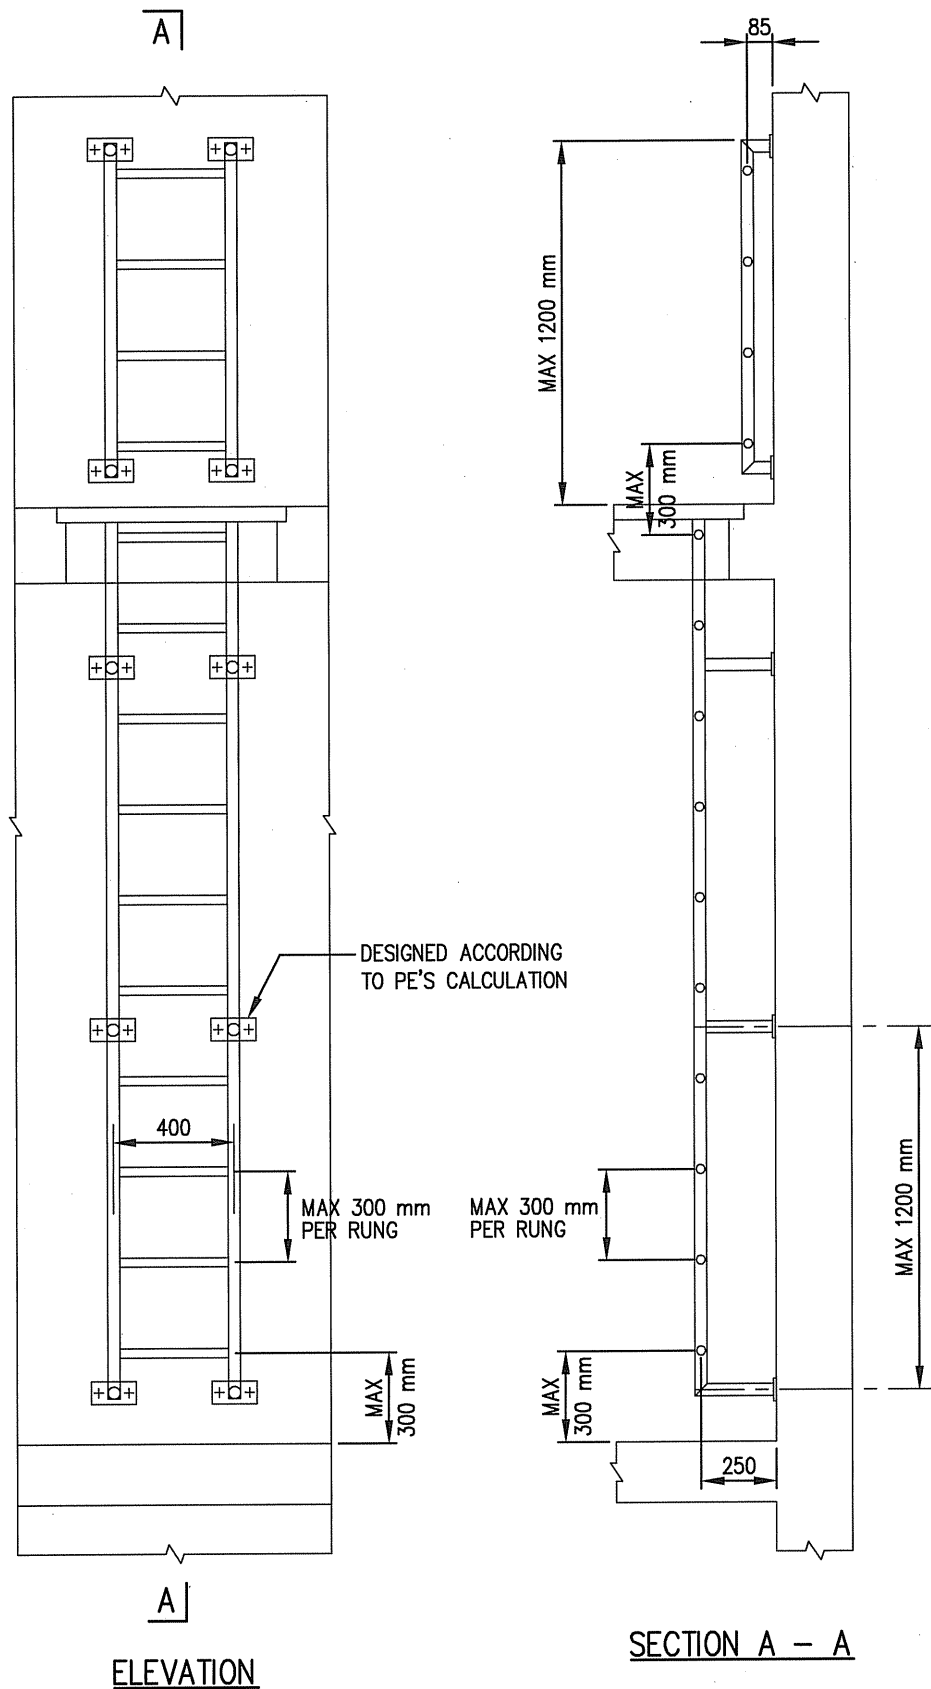 A
85
MAX 1200 mm
MAX
300 mm
DESIGNED ACCORDING
TO PE'S CALCULATION
400
MAX 300 mm
PER RUNG
MAX 300 mm
PER RUNG
MAX 1200 mm
MAX
300 mm
MAX
300 mm
250
A
ELEVATION
SECTION A - A